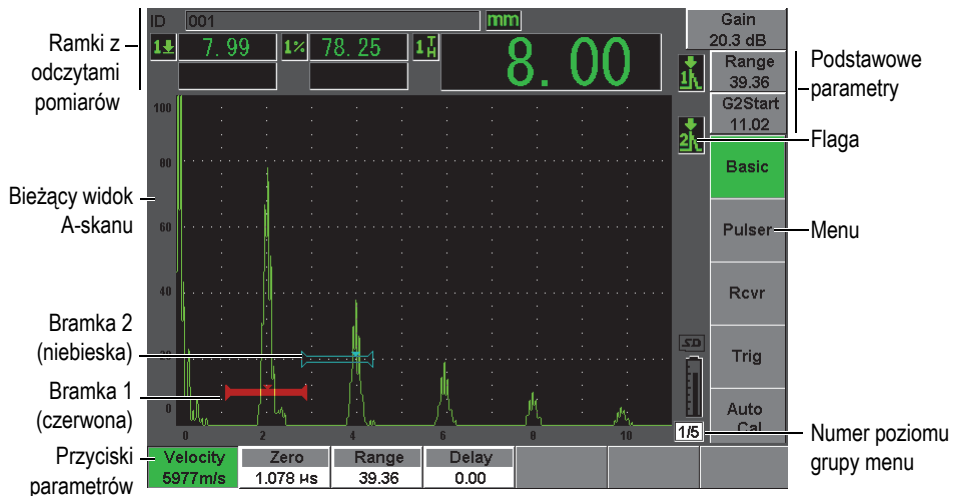 ID 001 mm
7.99 1% 78.25 8.00
Gain
20.3 dB
Range
39.36
G2Start
11.02
Basic
Pulser
Rcvr
Trig
Auto
Cal
SD
1/5
100
80
60
40
20
0
0 2 4 6 8 10
Velocity
5977m/s
Zero
1.078 µs
Range
39.36
Delay
0.00
Ramki z
odczytami
pomiarów
Bieżący widok
A-skanu
Bramka 2
(niebieska)
Bramka 1
(czerwona)
Przyciski
parametrów
Podstawowe
parametry
Flaga
Menu
Numer poziomu
grupy menu